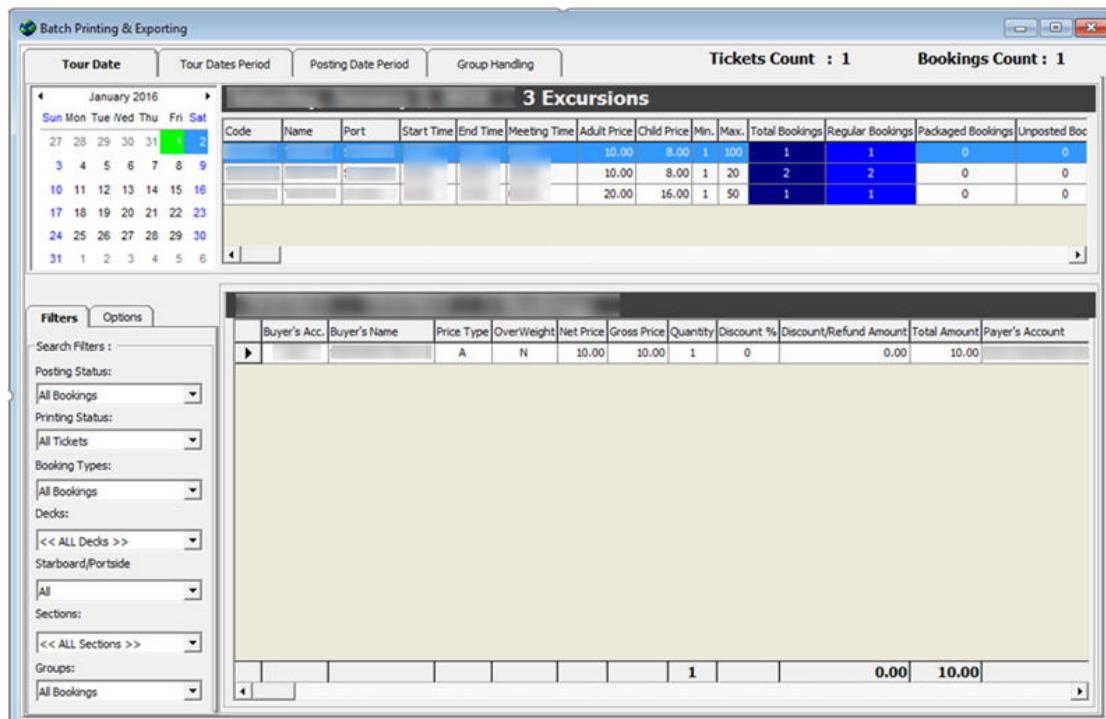 Batch Printing & Exporting
Tour Date Tour Dates Period Posting Date Period Group Handling Tickets Count : 1 Bookings Count : 1
January 2016
Sun Mon Tue Wed Thu Fri Sat
27 28 29 30 31 1 2
3 4 5 6 7 8 9
10 11 12 13 14 15 16
17 18 19 20 21 22 23
24 25 26 27 28 29 30
31 1 2 3 4 5 6
3 Excursions
Code Name Port Start Time End Time Meeting Time Adult Price Child Price Min. Max. Total Bookings Regular Bookings Packaged Bookings Unposted Boo
10.00 8.00 1 100 1 1 0 0
10.00 8.00 1 20 2 2 0 0
20.00 16.00 1 50 1 1 0 0
Filters Options
Search Filters :
Posting Status:
All Bookings
Printing Status:
All Tickets
Booking Types:
All Bookings
Decks:
<< ALL Decks >>
Starboard/Portside
All
Sections:
<< ALL Sections >>
Groups:
All Bookings
Buyer's Acc. Buyer's Name Price Type OverWeight Net Price Gross Price Quantity Discount % Discount/Refund Amount Total Amount Payer's Account
A N 10.00 10.00 1 0 0.00 10.00
1 0.00 10.00